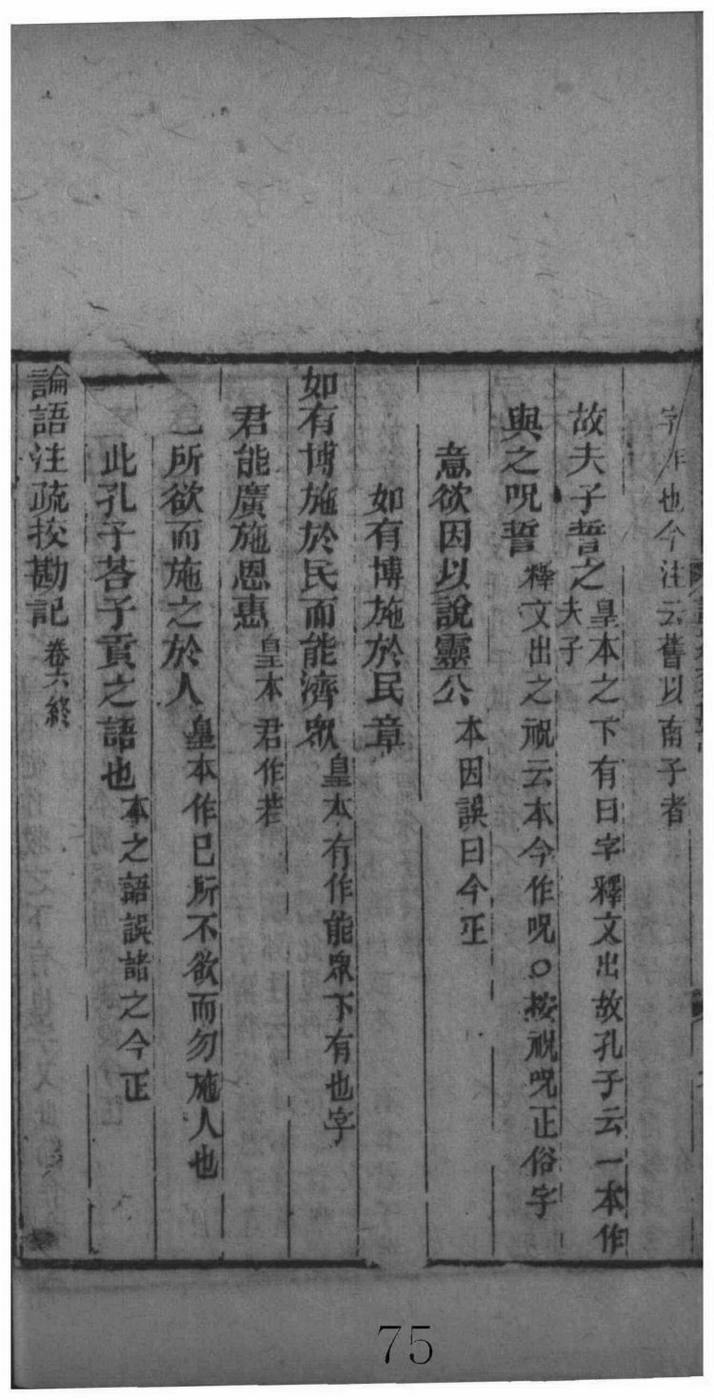 字作也今注云舊以南子者
故夫子誓之皇本之下有曰字釋文出故孔子云一本作夫子
與之呪誓釋文出之祝云本今作呪○按祝呪正俗字
意欲因以說靈公本因誤曰今正
如有博施於民章
如有博施於民而能濟眾皇本有作能眾下有也字
君能廣施恩惠皇本君作若
己所欲而施之於人皇本作己所不欲而勿施人也
此孔子荅子貢之語也本之語誤諸之今正
論語注疏挍勘記卷六終
75